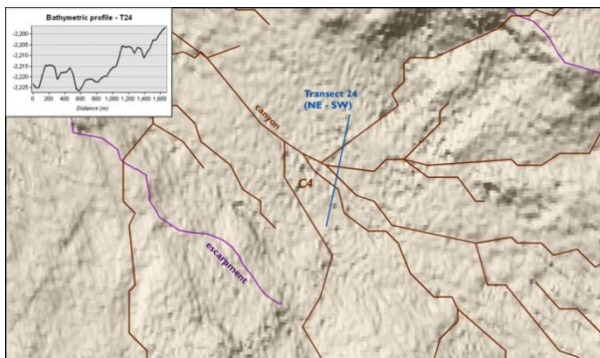 Bathymetric profile - T24
-2,200
-2,205
-2,210
-2,215
-2,220
-2,225
0 200 400 600 800 1,000 1,200 1,400 1,600
Distance (m)
Transect 24
(NE - SW)
canyon
C4
escarpment